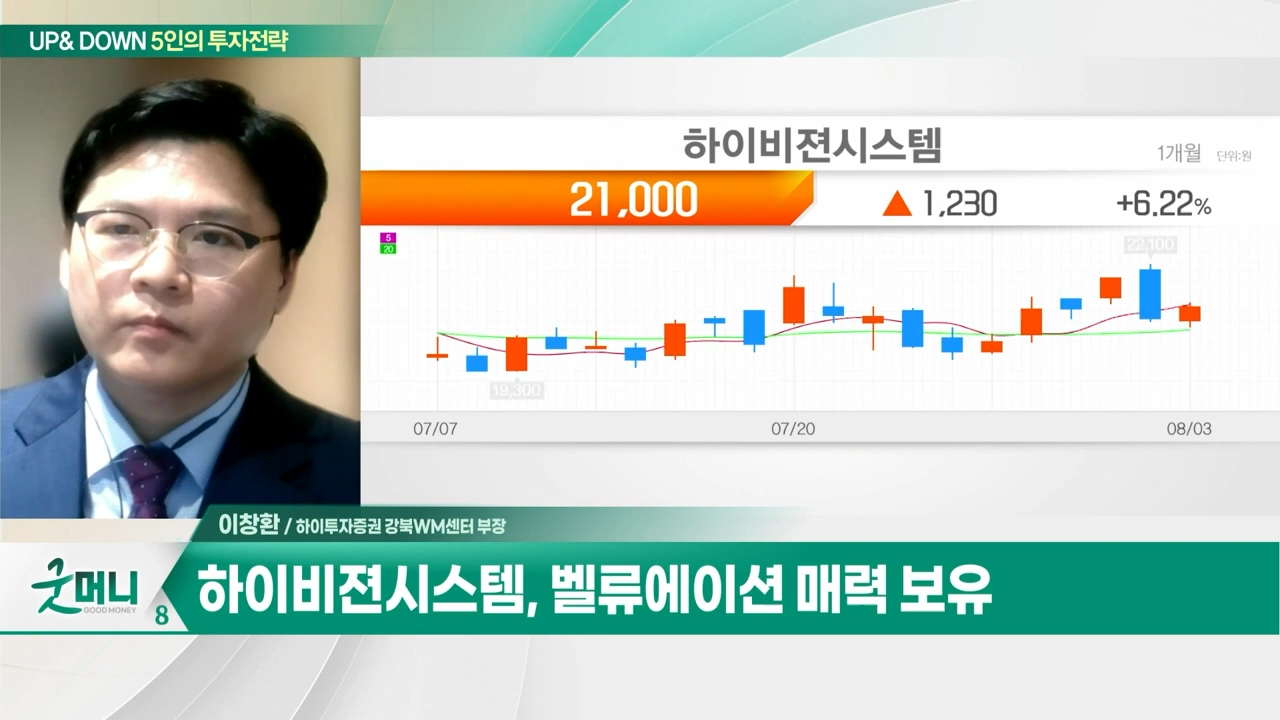 UP& DOWN 5인의 투자전략
하이비젼시스템
1개월 단위:원
21,000 ▲ 1,230 +6.22%
5
20
22,100
19,300
07/07 07/20 08/03
이창환 / 하이투자증권 강북WM센터 부장
굿머니
GOOD MONEY
8
하이비젼시스템, 벨류에이션 매력 보유